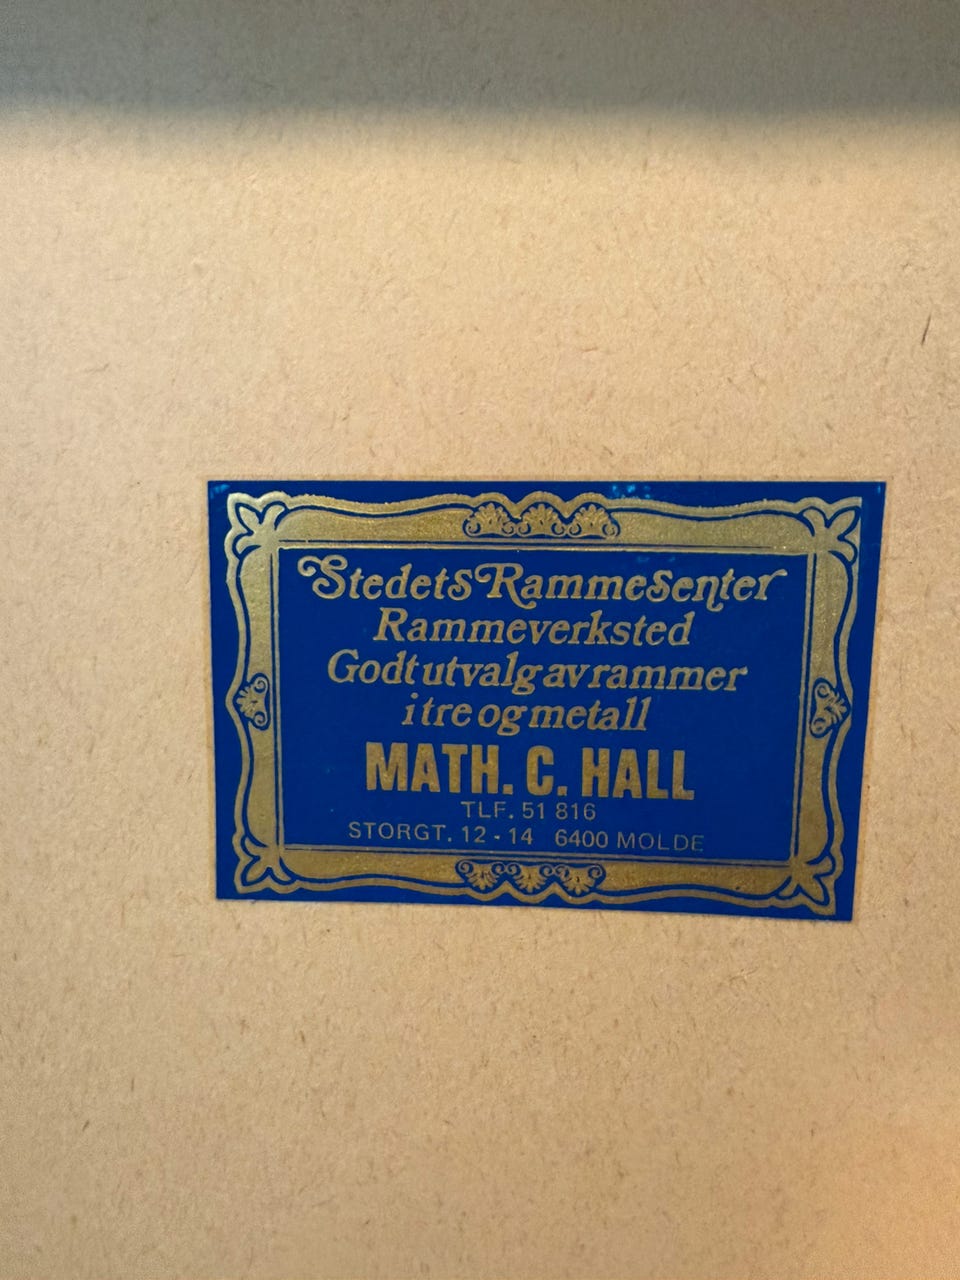 Stedets Rammesenter
Rammeverksted
Godt utvalg av rammer
i tre og metall
MATH. C. HALL
TLF. 51 816
STORGT. 12 - 14 6400 MOLDE